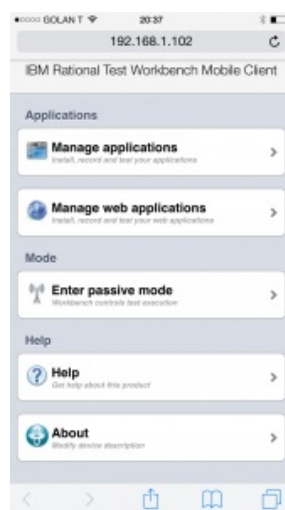 GOLAN T 20:37
192.168.1.102
IBM Rational Test Workbench Mobile Client
Applications
Manage applications
Install, record and test your applications
Manage web applications
Install, record and test your web applications
Mode
Enter passive mode
Workbench controls test execution
Help
Help
Get help about this product
About
Modify device description